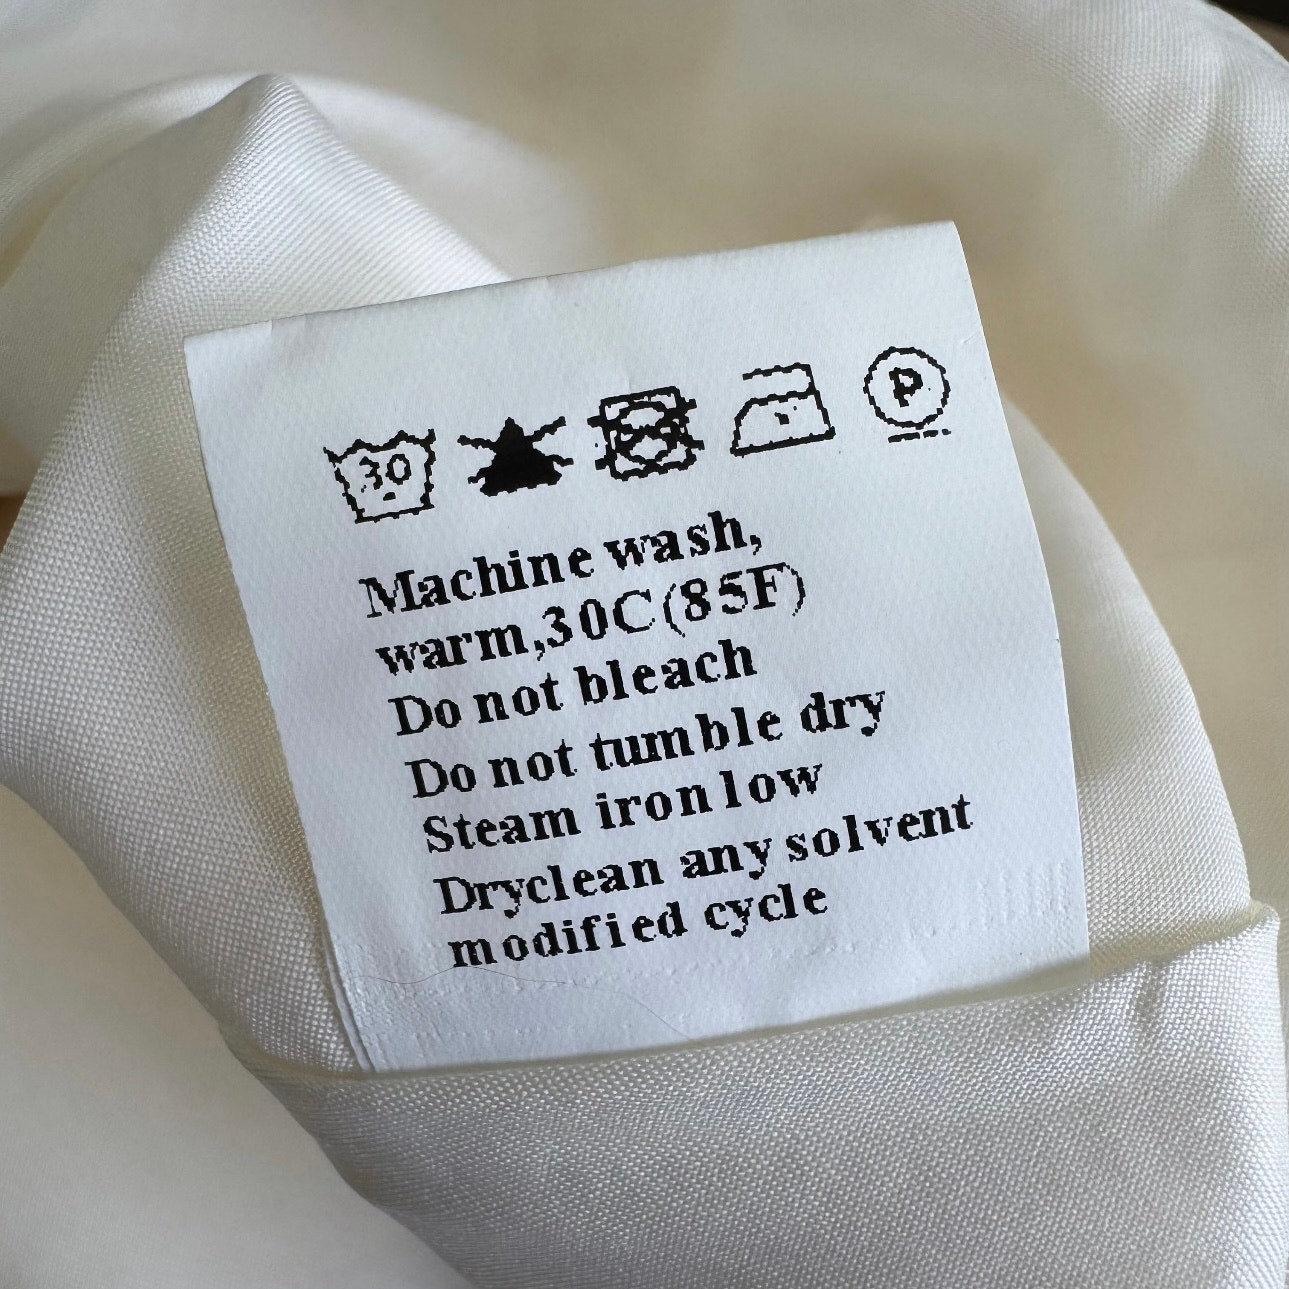 30
P
Machine wash,
warm,30C(85F)
Do not bleach
Do not tumble dry
Steam iron low
Dryclean any solvent
modified cycle